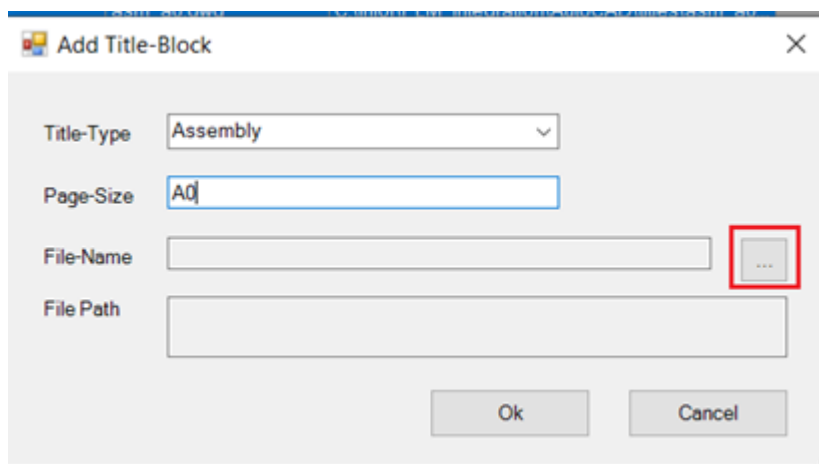 Add Title-Block
Title-Type Assembly
Page-Size A0
File-Name ...
File Path
Ok Cancel